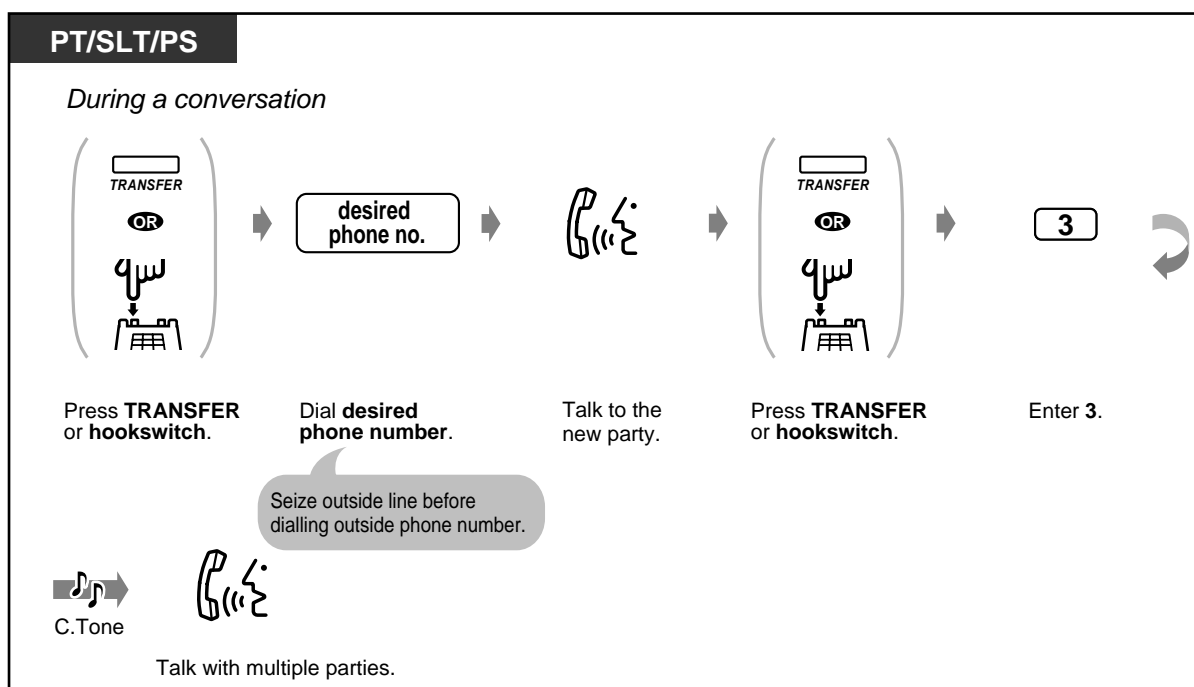 PT/SLT/PS
During a conversation
TRANSFER
OR
desired
phone no.
TRANSFER
OR
3
Press TRANSFER
or hookswitch.
Dial desired
phone number.
Talk to the
new party.
Press TRANSFER
or hookswitch.
Enter 3.
Seize outside line before
dialling outside phone number.
C.Tone
Talk with multiple parties.